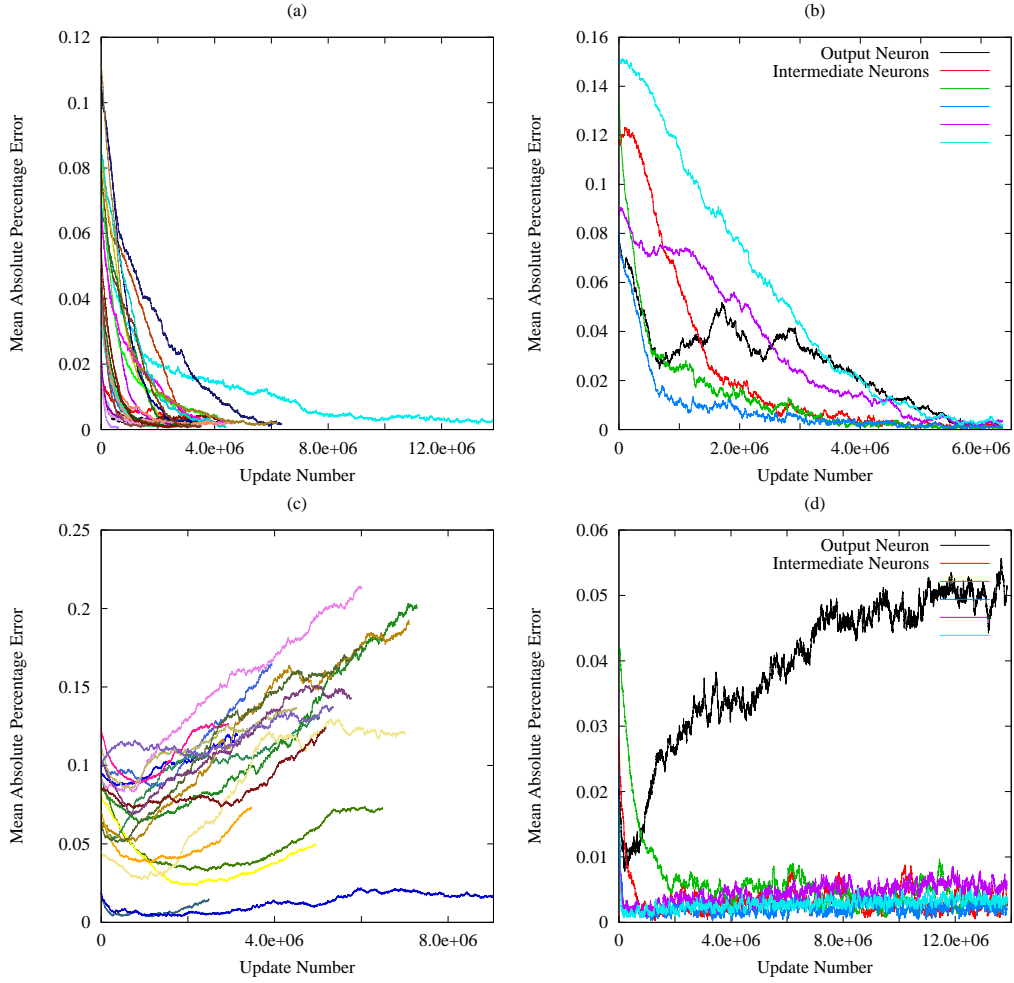 (a)
0.12
0.1
0.08
0.06
0.04
0.02
0
4.0e+06
8.0e+06
12.0e+06
Mean Absolute Percentage Error
Update Number
(b)
0.16
0.14
0.12
0.1
0.08
0.06
0.04
0.02
0
0
2.0e+06
4.0e+06
6.0e+06
Mean Absolute Percentage Error
Update Number
Output Neuron
Intermediate Neurons
(c)
0.25
0.2
0.15
0.1
0.05
0
0
4.0e+06
8.0e+06
Mean Absolute Percentage Error
Update Number
(d)
0.06
0.05
0.04
0.03
0.02
0.01
0
0
4.0e+06
8.0e+06
12.0e+06
Mean Absolute Percentage Error
Update Number
Output Neuron
Intermediate Neurons